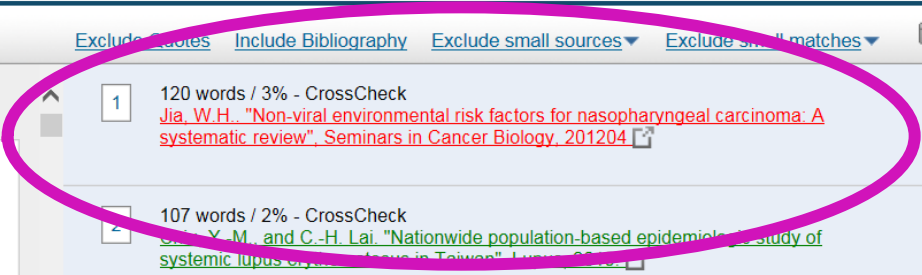 Exclude Quotes Include Bibliography Exclude small sources Exclude small matches
1
120 words / 3% - CrossCheck
Jia, W.H.. "Non-viral environmental risk factors for nasopharyngeal carcinoma: A
systematic review", Seminars in Cancer Biology, 201204
2
107 words / 2% - CrossCheck
Y.-M., and C.-H. Lai. "Nationwide population-based epidemiologic study of
systemic lupus in Taiwan",